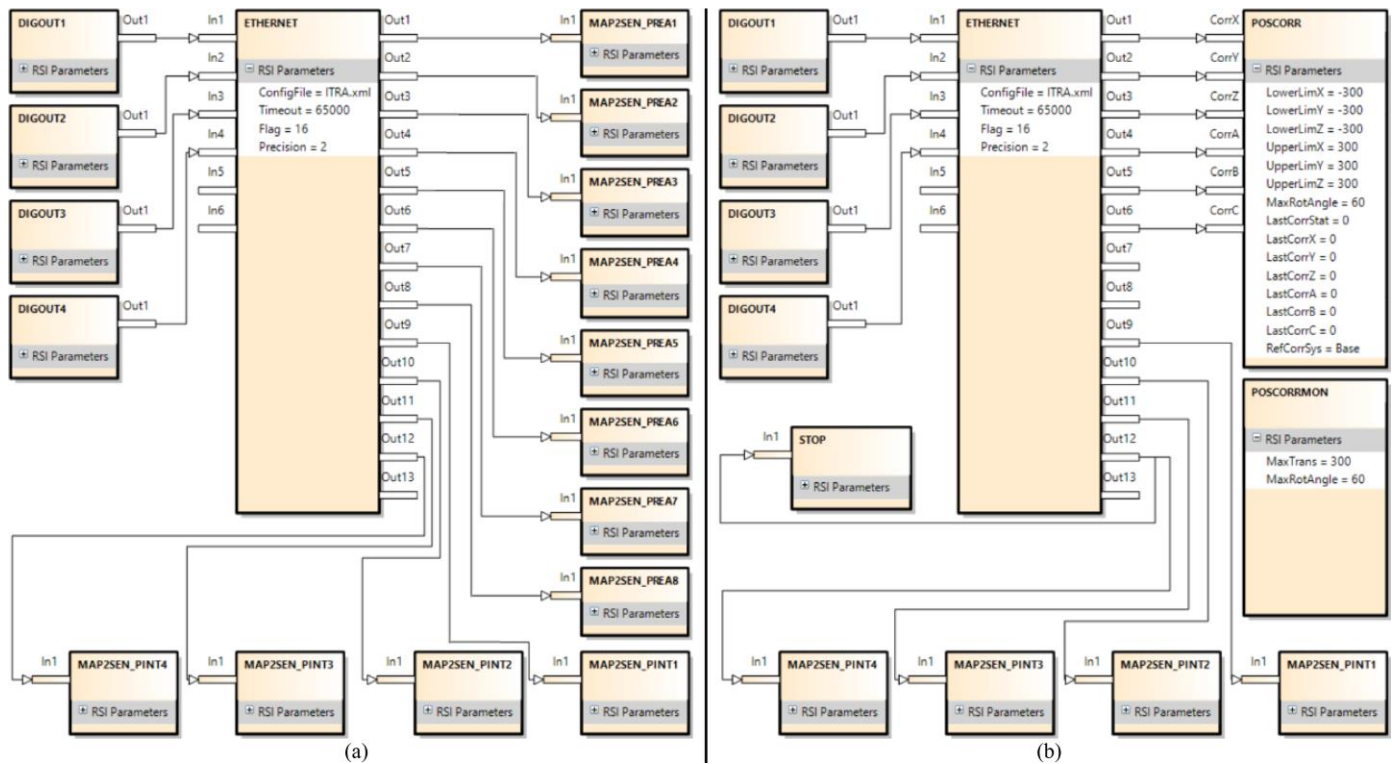 DIGOUT1
RSI Parameters
Out1
DIGOUT2
RSI Parameters
Out1
DIGOUT3
RSI Parameters
Out1
DIGOUT4
RSI Parameters
Out1
In1
In2
In3
In4
In5
In6
ETHERNET
RSI Parameters
ConfigFile = ITRA.xml
Timeout = 65000
Flag = 16
Precision = 2
Out1
Out2
Out3
Out4
Out5
Out6
Out7
Out8
Out9
Out10
Out11
Out12
Out13
In1
MAP2SEN_PREA1
RSI Parameters
In1
MAP2SEN_PREA2
RSI Parameters
In1
MAP2SEN_PREA3
RSI Parameters
In1
MAP2SEN_PREA4
RSI Parameters
In1
MAP2SEN_PREA5
RSI Parameters
In1
MAP2SEN_PREA6
RSI Parameters
In1
MAP2SEN_PREA7
RSI Parameters
In1
MAP2SEN_PREA8
RSI Parameters
In1
MAP2SEN_PINT4
RSI Parameters
In1
MAP2SEN_PINT3
RSI Parameters
In1
MAP2SEN_PINT2
RSI Parameters
In1
MAP2SEN_PINT1
RSI Parameters
(a)
DIGOUT1
RSI Parameters
Out1
DIGOUT2
RSI Parameters
Out1
DIGOUT3
RSI Parameters
Out1
DIGOUT4
RSI Parameters
Out1
In1
In2
In3
In4
In5
In6
ETHERNET
RSI Parameters
ConfigFile = ITRA.xml
Timeout = 65000
Flag = 16
Precision = 2
Out1
Out2
Out3
Out4
Out5
Out6
Out7
Out8
Out9
Out10
Out11
Out12
Out13
CorrX
CorrY
CorrZ
CorrA
CorrB
CorrC
POSCORR
RSI Parameters
LowerLimX = -300
LowerLimY = -300
LowerLimZ = -300
UpperLimX = 300
UpperLimY = 300
UpperLimZ = 300
MaxRotAngle = 60
LastCorrStat = 0
LastCorrX = 0
LastCorrY = 0
LastCorrZ = 0
LastCorrA = 0
LastCorrB = 0
LastCorrC = 0
RefCorrSys = Base
POSCORRMON
RSI Parameters
MaxTrans = 300
MaxRotAngle = 60
In1
STOP
RSI Parameters
In1
MAP2SEN_PINT4
RSI Parameters
In1
MAP2SEN_PINT3
RSI Parameters
In1
MAP2SEN_PINT2
RSI Parameters
In1
MAP2SEN_PINT1
RSI Parameters
(b)